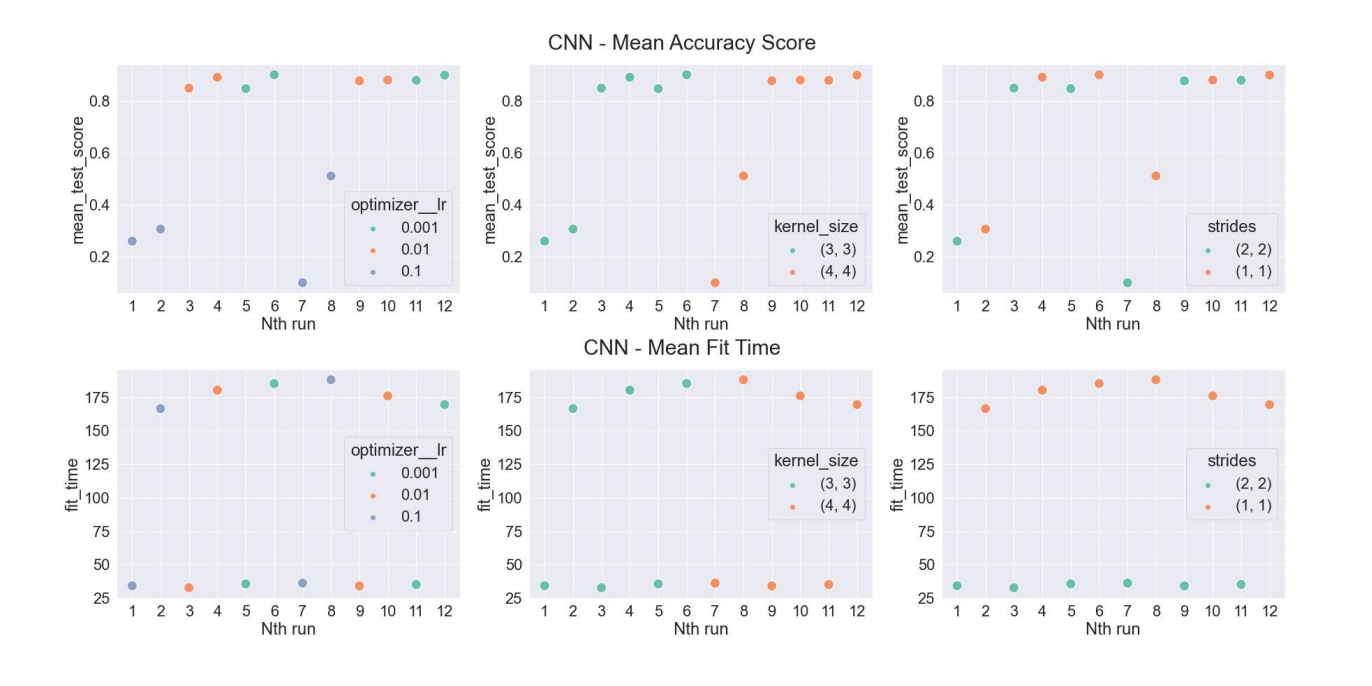 CNN - Mean Accuracy Score
mean_test_score
0.8
0.6
0.4
0.2
optimizer__lr
0.001
0.01
0.1
1 2 3 4 5 6 7 8 9 10 11 12
Nth run
mean_test_score
0.8
0.6
0.4
0.2
kernel_size
(3, 3)
(4, 4)
1 2 3 4 5 6 7 8 9 10 11 12
Nth run
mean_test_score
0.8
0.6
0.4
0.2
strides
(2, 2)
(1, 1)
1 2 3 4 5 6 7 8 9 10 11 12
Nth run
CNN - Mean Fit Time
fit_time
175
150
125
100
75
50
25
optimizer__lr
0.001
0.01
0.1
1 2 3 4 5 6 7 8 9 10 11 12
Nth run
fit_time
175
150
125
100
75
50
25
kernel_size
(3, 3)
(4, 4)
1 2 3 4 5 6 7 8 9 10 11 12
Nth run
fit_time
175
150
125
100
75
50
25
strides
(2, 2)
(1, 1)
1 2 3 4 5 6 7 8 9 10 11 12
Nth run